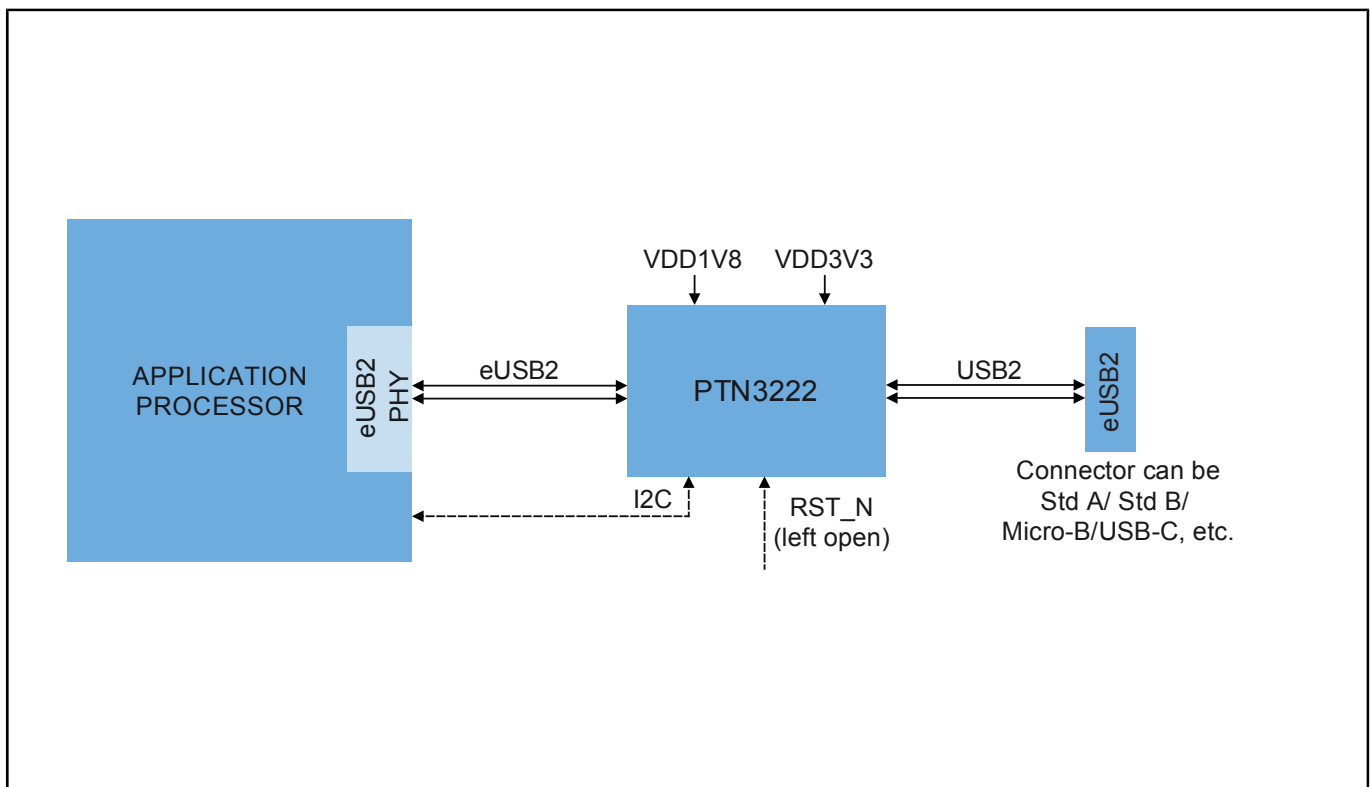 VDD1V8 VDD3V3
APPLICATION
PROCESSOR
eUSB2
PHY
eUSB2
PTN3222
USB2
eUSB2
I2C
RST_N
(left open)
Connector can be
Std A/ Std B/
Micro-B/USB-C, etc.